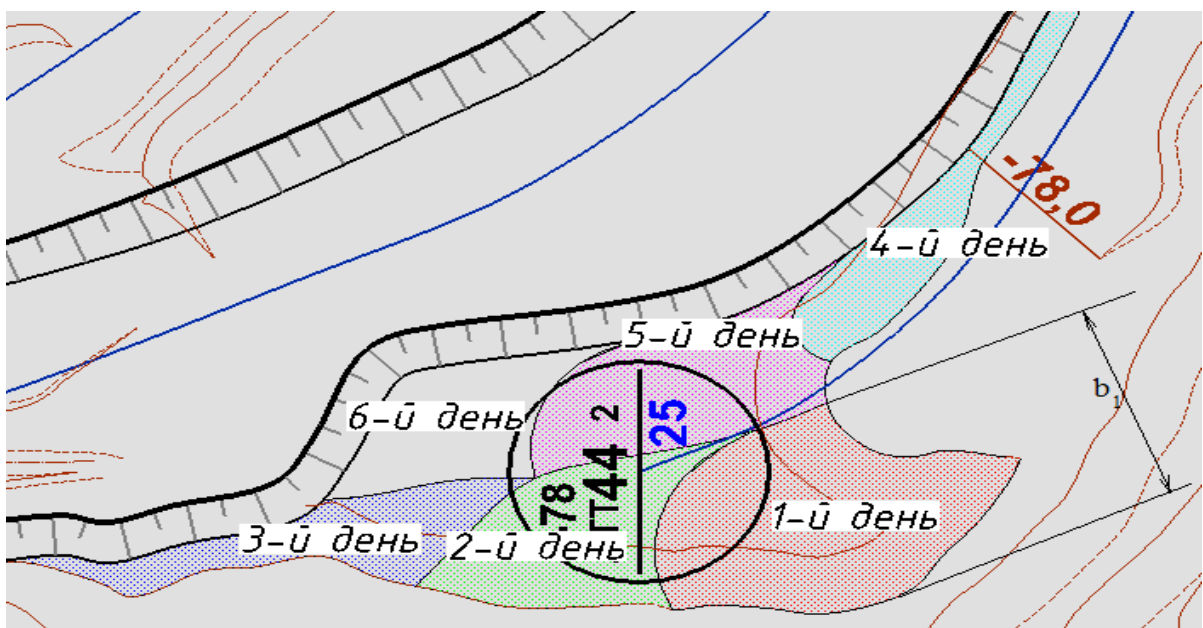 -78,0
4-й день
5-й день
b1
6-й день
2
25
-78
ГТ44
1-й день
3-й день
2-й день